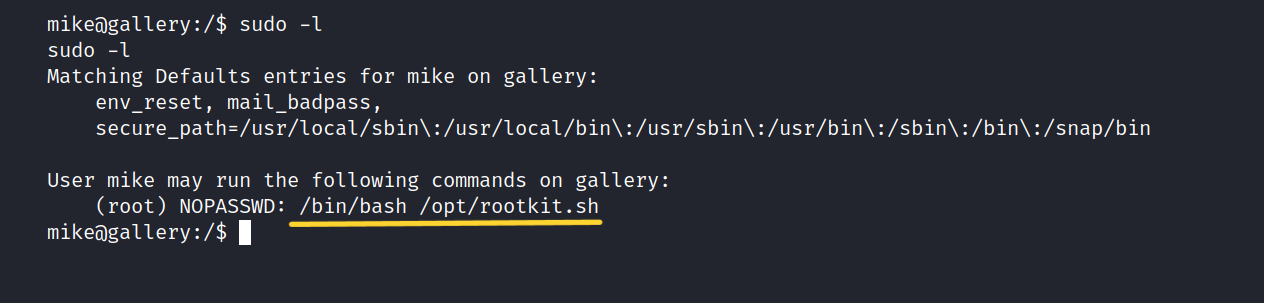 mike@gallery:/$ sudo -l
sudo -l
Matching Defaults entries for mike on gallery:
    env_reset, mail_badpass,
    secure_path=/usr/local/sbin\:/usr/local/bin\:/usr/sbin\:/usr/bin\:/sbin\:/bin\:/snap/bin

User mike may run the following commands on gallery:
    (root) NOPASSWD: /bin/bash /opt/rootkit.sh
mike@gallery:/$